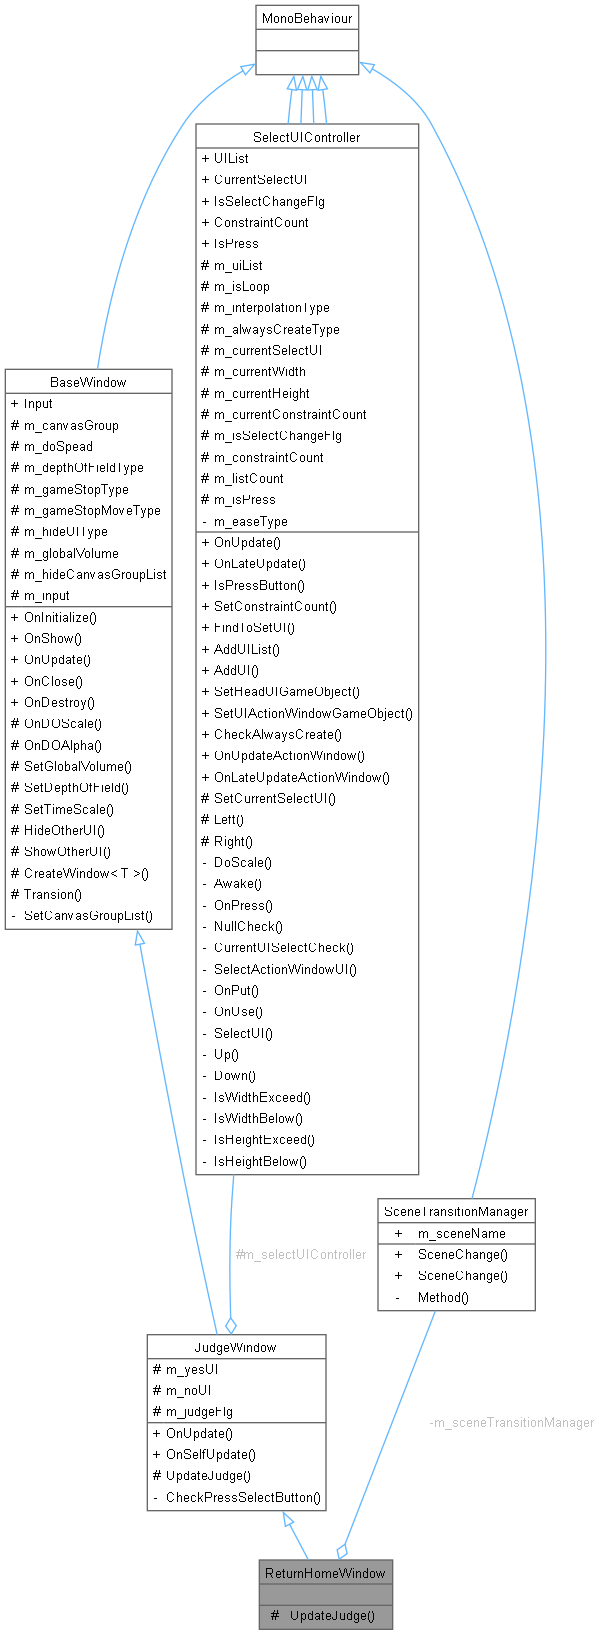 MonoBehaviour
SelectUIController
+ UIList
+ CurrentSelectUI
+ IsSelectChangeFlg
+ ConstraintCount
+ IsPress
# m_uiList
# m_isLoop
# m_interpolationType
# m_alwaysCreateType
# m_currentSelectUI
# m_currentWidth
# m_currentHeight
# m_currentConstraintCount
# m_isSelectChangeFlg
# m_constraintCount
# m_listCount
# m_isPress
- m_easeType
+ OnUpdate()
+ OnLateUpdate()
+ IsPressButton()
+ SetConstraintCount()
+ FindToSetUI()
+ AddUIList()
+ AddUI()
+ SetHeadUIGameObject()
+ SetUIActionWindowGameObject()
+ CheckAlwaysCreate()
+ OnUpdateActionWindow()
+ OnLateUpdateActionWindow()
# SetCurrentSelectUI()
# Left()
# Right()
- DoScale()
- Awake()
- OnPress()
- NullCheck()
- CurrentUISelectCheck()
- SelectActionWindowUI()
- OnPut()
- OnUse()
- SelectUI()
- Up()
- Down()
- IsWidthExceed()
- IsWidthBelow()
- IsHeightExceed()
- IsHeightBelow()
BaseWindow
+ Input
# m_canvasGroup
# m_doSpead
# m_depthOfFieldType
# m_gameStopType
# m_gameStopMoveType
# m_hideUIType
# m_globalVolume
# m_hideCanvasGroupList
# m_input
+ OnInitialize()
+ OnShow()
+ OnUpdate()
+ OnClose()
+ OnDestroy()
# OnDOScale()
# OnDOAlpha()
# SetGlobalVolume()
# SetDepthOfField()
# SetTimeScale()
# HideOtherUI()
# ShowOtherUI()
# CreateWindow< T >()
# Transion()
- SetCanvasGroupList()
SceneTransitionManager
+ m_sceneName
+ SceneChange()
+ SceneChange()
- Method()
#m_selectUIController
JudgeWindow
# m_yesUI
# m_noUI
# m_judgeFlg
+ OnUpdate()
+ OnSelfUpdate()
# UpdateJudge()
- CheckPressSelectButton()
-m_sceneTransitionManager
ReturnHomeWindow
# UpdateJudge()